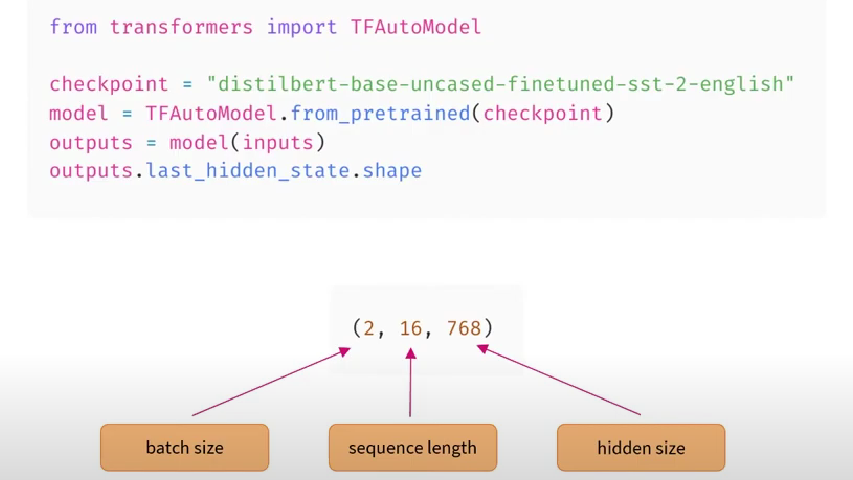 from transformers import TFAutoModel
checkpoint = "distilbert-base-uncased-finetuned-sst-2-english"
model = TFAutoModel.from_pretrained(checkpoint)
outputs = model(inputs)
outputs.last_hidden_state.shape
(2, 16, 768)
batch size
sequence length
hidden size